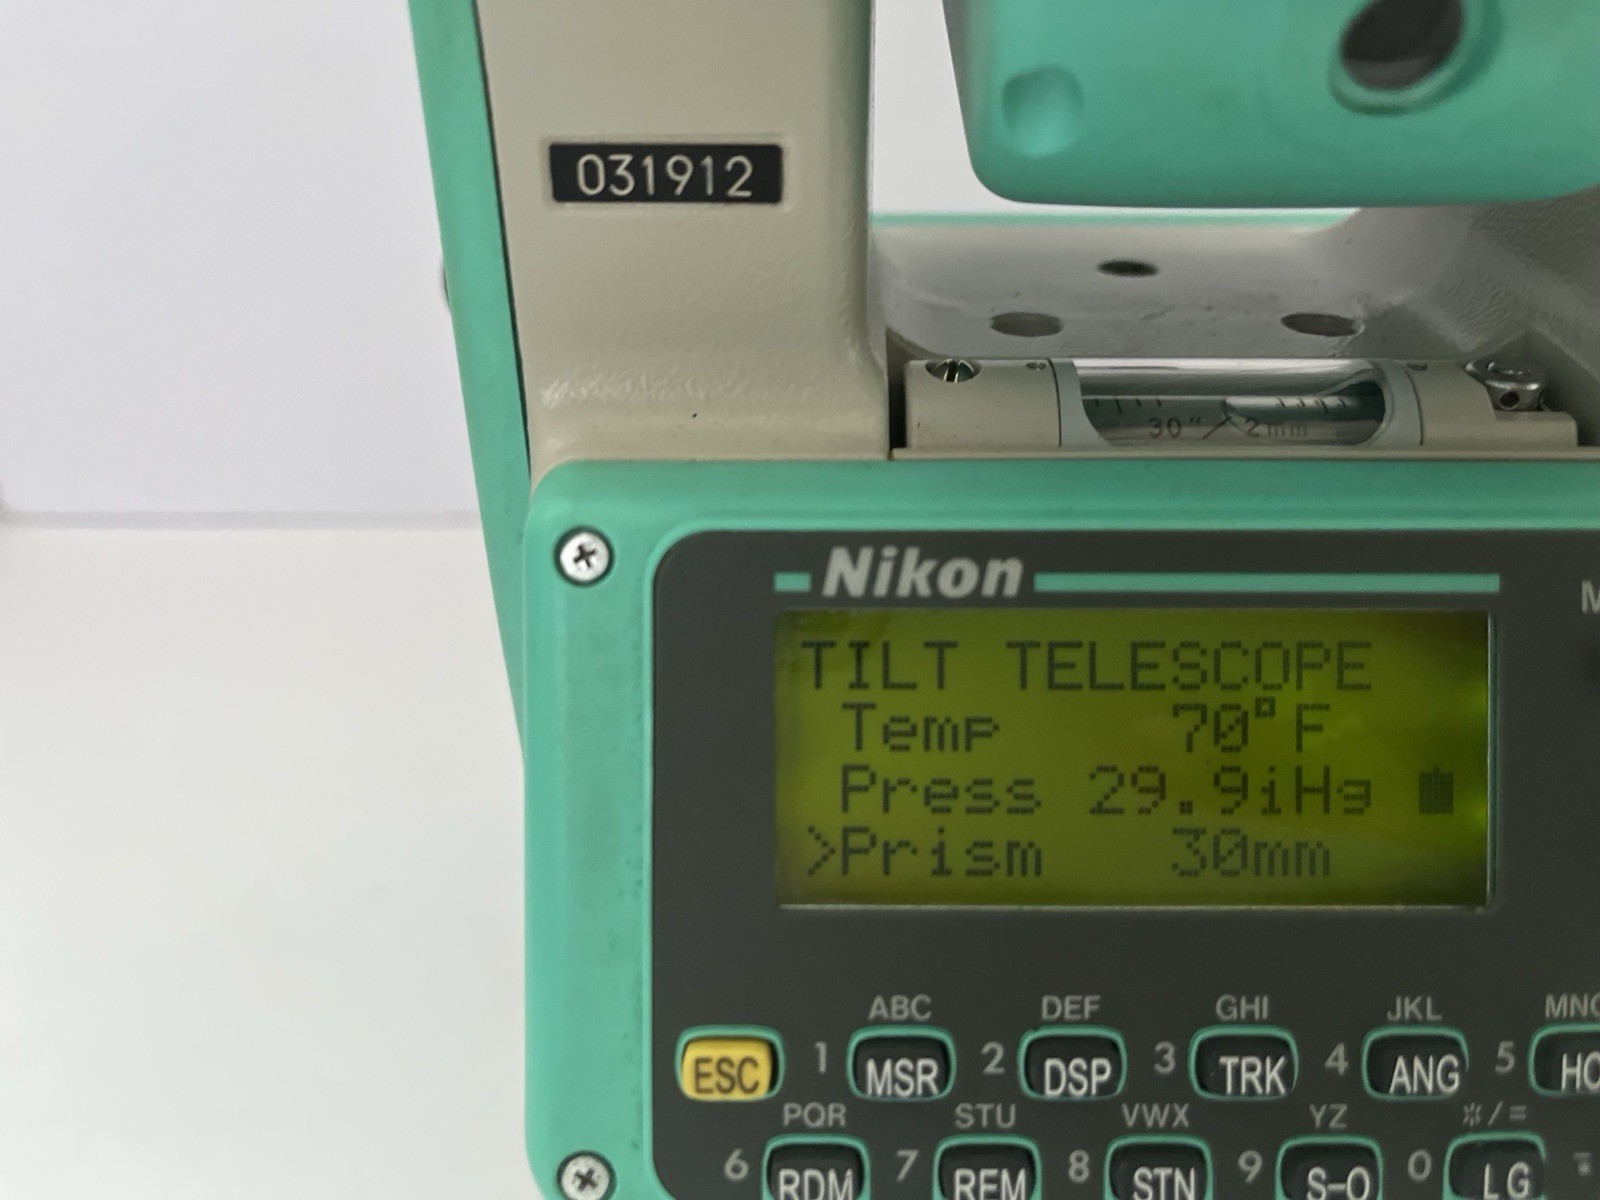 031912
30"/2mm
Nikon
TILT TELESCOPE
Temp 70°F
Press 29.9iHg
>Prism 30mm
ABC DEF GHI JKL
ESC 1 MSR 2 DSP 3 TRK 4 ANG 5
PQR STU VWX YZ */=
6 RDM 7 REM 8 STN 9 S-O 0 LG